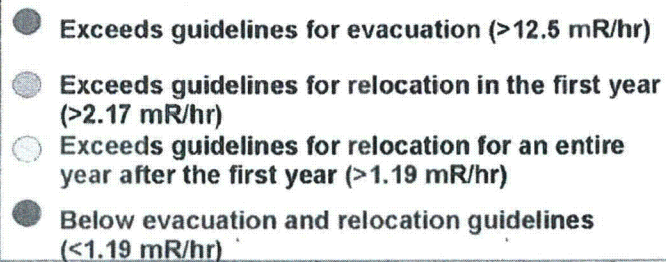 Exceeds guidelines for evacuation (>12.5 mR/hr)
Exceeds guidelines for relocation in the first year
(>2.17 mR/hr)
Exceeds guidelines for relocation for an entire
year after the first year (>1.19 mR/hr)
Below evacuation and relocation guidelines
(<1.19 mR/hr)